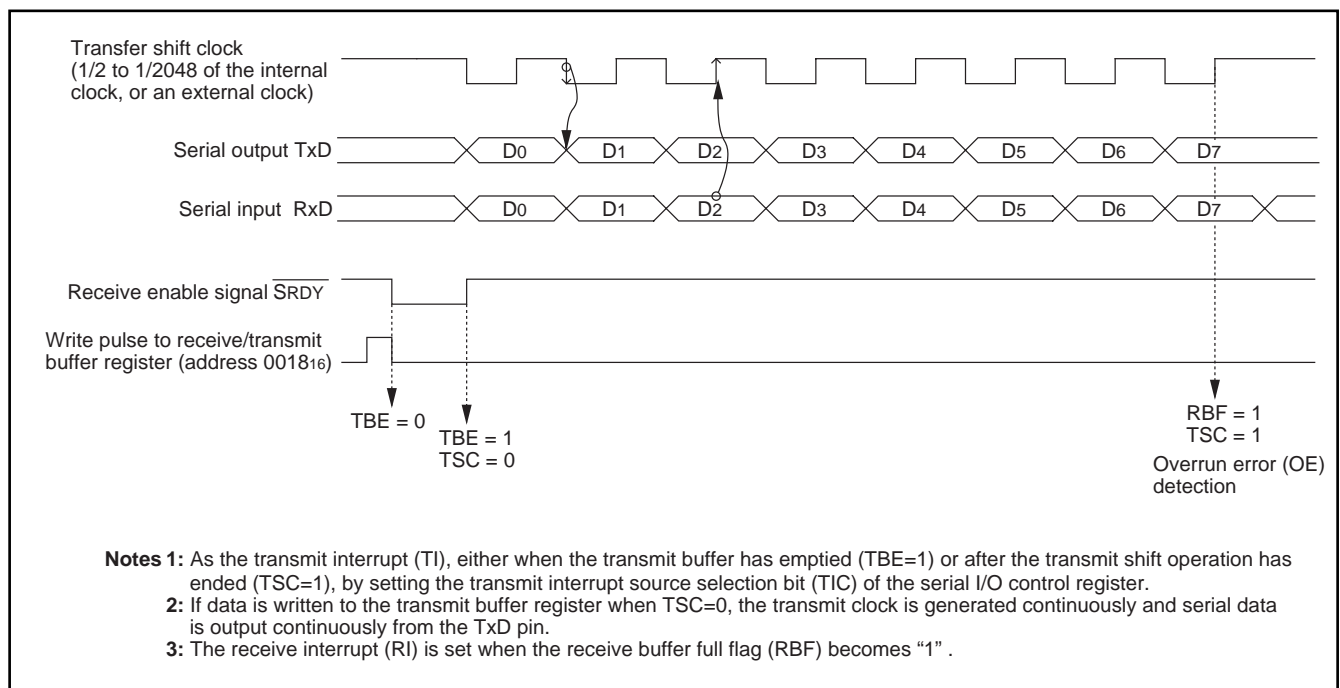 Transfer shift clock
(1/2 to 1/2048 of the internal
clock, or an external clock)
Serial output TxD
D0 D1 D2 D3 D4 D5 D6 D7
Serial input RxD
D0 D1 D2 D3 D4 D5 D6 D7
Receive enable signal S̅R̅D̅Y̅
Write pulse to receive/transmit
buffer register (address 001816)
TBE = 0
TBE = 1
TSC = 0
RBF = 1
TSC = 1
Overrun error (OE)
detection
Notes 1: As the transmit interrupt (TI), either when the transmit buffer has emptied (TBE=1) or after the transmit shift operation has
ended (TSC=1), by setting the transmit interrupt source selection bit (TIC) of the serial I/O control register.
2: If data is written to the transmit buffer register when TSC=0, the transmit clock is generated continuously and serial data
is output continuously from the TxD pin.
3: The receive interrupt (RI) is set when the receive buffer full flag (RBF) becomes “1” .